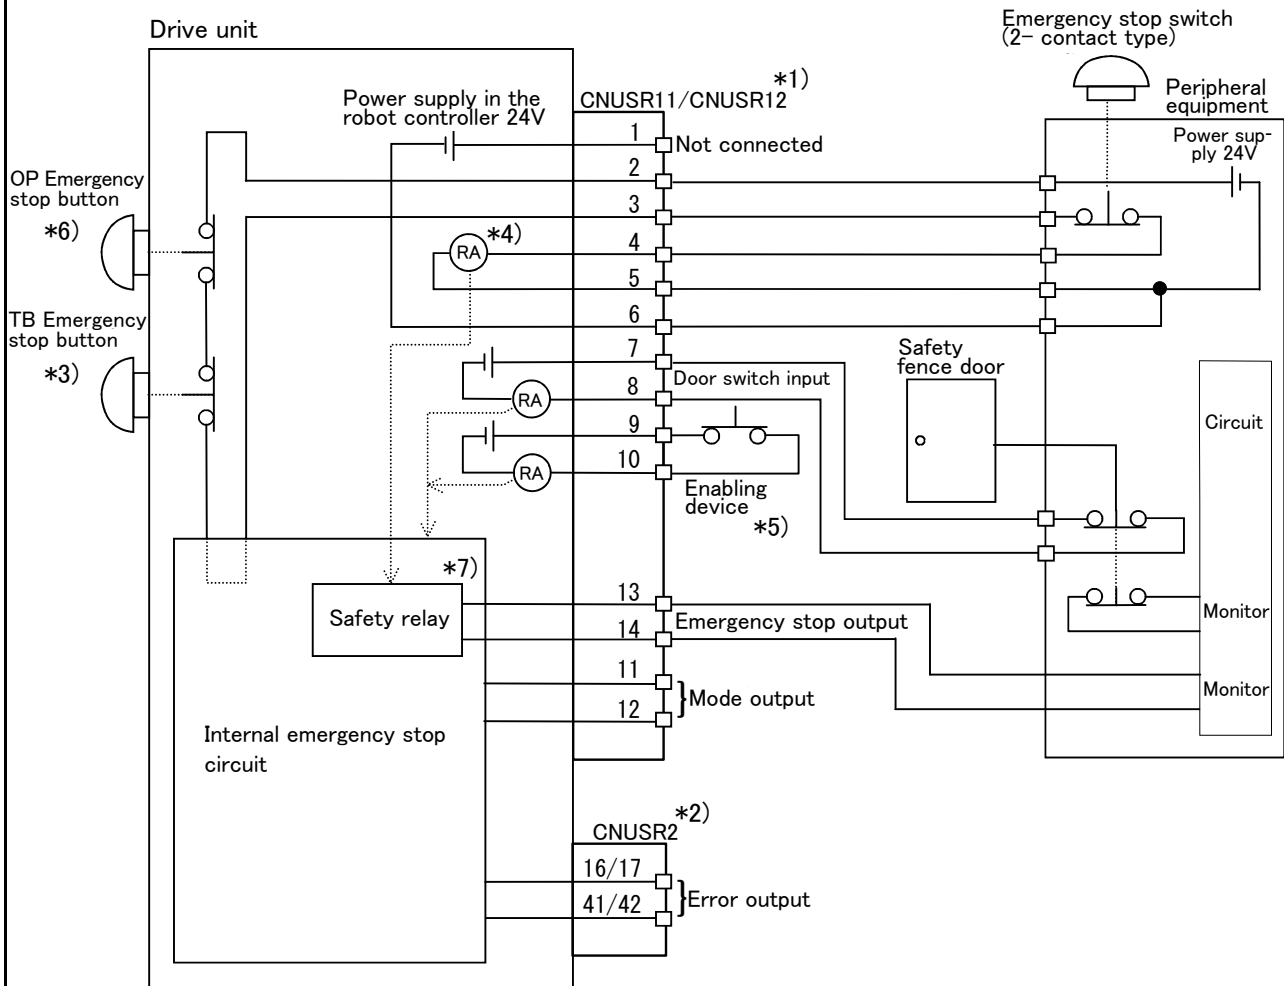 Drive unit
Emergency stop switch
(2- contact type)
*1)
CNUSR11/CNUSR12
Peripheral
equipment
Power supply in the
robot controller 24V
Power sup-
ply 24V
1
Not connected
2
OP Emergency
stop button
*6)
3
*4)
RA
4
5
6
TB Emergency
stop button
*3)
7
Door switch input
8
RA
9
10
RA
Enabling
device
*5)
Safety
fence door
Circuit
*7)
Safety relay
13
14
Emergency stop output
Monitor
Monitor
11
12
Mode output
Internal emergency stop
circuit
*2)
CNUSR2
16/17
41/42
Error output